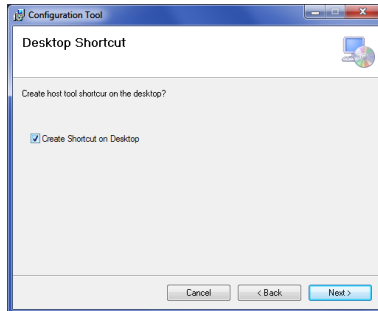 Configuration Tool
Desktop Shortcut
Create host tool shortcur on the desktop?
Create Shortcut on Desktop
Cancel
< Back
Next >